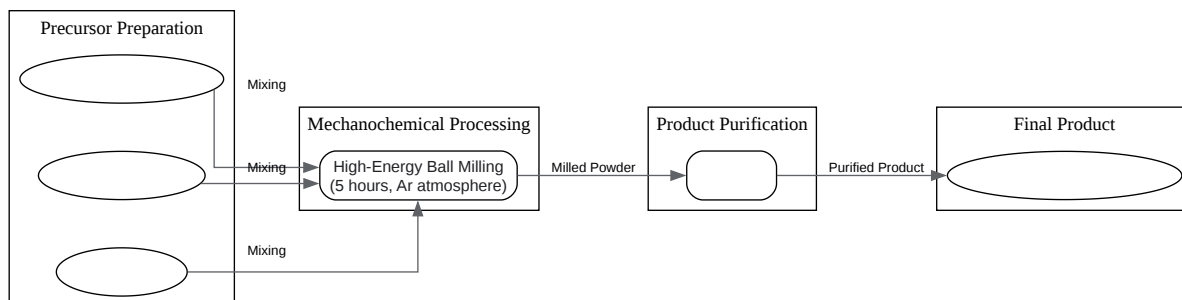 Precursor Preparation
Mixing
Mechanochemical Processing
Product Purification
Final Product
High-Energy Ball Milling
(5 hours, Ar atmosphere)
Mixing
Milled Powder
Purified Product
Mixing